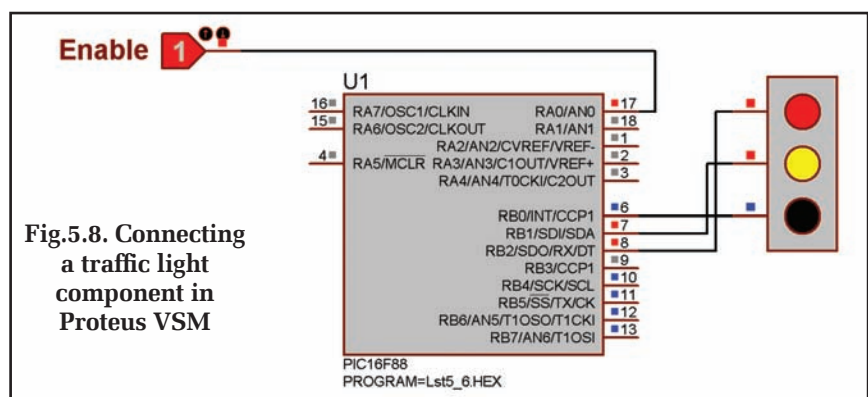 Enable 1
U1
16 RA7/OSC1/CLKIN RA0/AN0 17
15 RA6/OSC2/CLKOUT RA1/AN1 18
RA2/AN2/CVREF/VREF- 1
4 RA5/MCLR RA3/AN3/C1OUT/VREF+ 2
RA4/AN4/T0CKI/C2OUT 3
RB0/INT/CCP1 6
RB1/SDI/SDA 7
RB2/SDO/RX/DT 8
RB3/CCP1 9
RB4/SCK/SCL 10
RB5/SS/TX/CK 11
RB6/AN5/T1OSO/T1CKI 12
RB7/AN6/T1OSI 13
PIC16F88
PROGRAM=Lst5_6.HEX
Fig.5.8. Connecting
a traffic light
component in
Proteus VSM